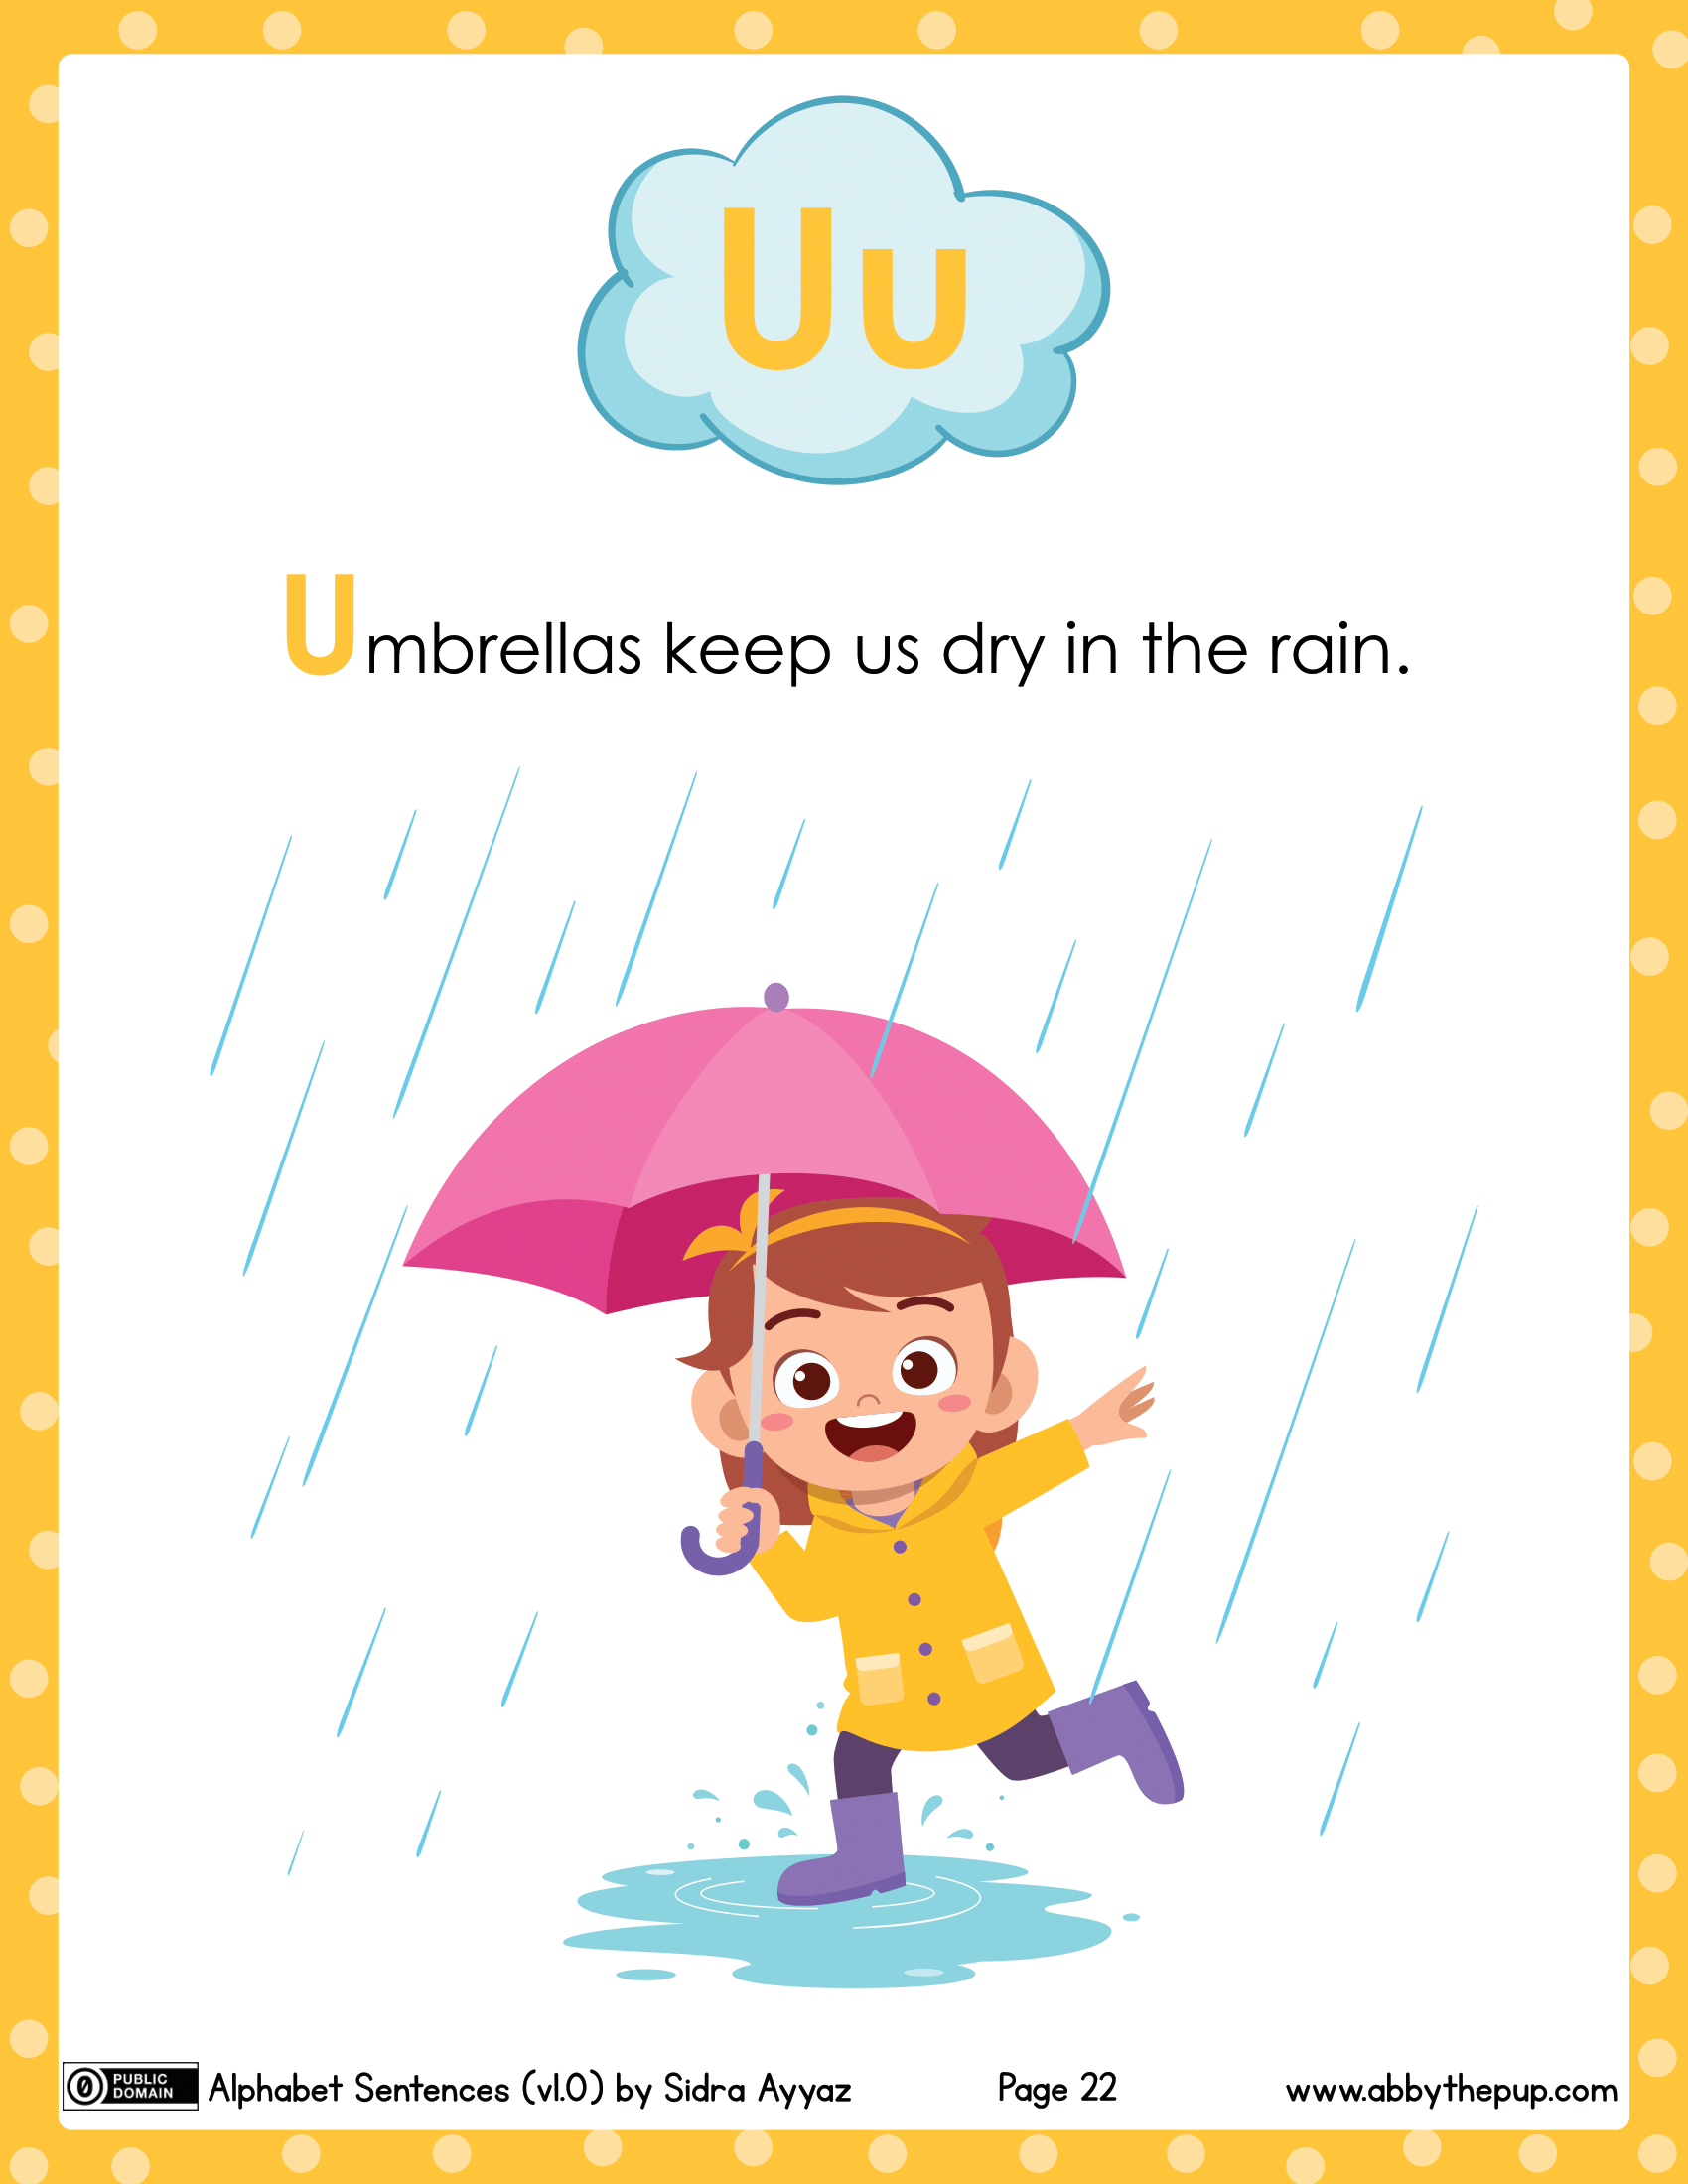 Uu
Umbrellas keep us dry in the rain.
PUBLIC
DOMAIN
Alphabet Sentences (v1.0) by Sidra Ayyaz
Page 22
www.abbythepup.com